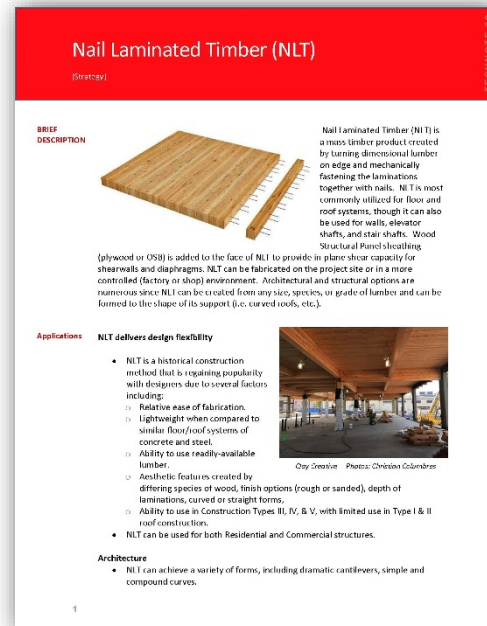 Nail Laminated Timber (NLT)
[Strategy]
BRIEF
DESCRIPTION
Nail Laminated Timber (NLT) is
a mass timber product created
by turning dimensional lumber
on edge and mechanically
fastening the laminations
together with nails. NLT is most
commonly utilized for floor and
roof systems, though it can also
be used for walls, elevator
shafts, and stair shafts. Wood
Structural Panel sheathing
(plywood or OSB) is added to the face of NLT to provide in plane shear capacity for
shearwalls and diaphragms. NLT can be fabricated on the project site or in a more
controlled (factory or shop) environment. Architectural and structural options are
numerous since NLT can be created from any size, species, or grade of lumber and can be
formed to the shape of its support (i.e. curved roofs, etc.).
Applications
NLT delivers design flexibility
• NLT is a historical construction
method that is regaining popularity
with designers due to several factors
including:
○ Relative ease of fabrication.
○ Lightweight when compared to
similar floor/roof systems of
concrete and steel.
○ Ability to use readily-available
lumber.
○ Aesthetic features created by
differing species of wood, finish options (rough or sanded), depth of
laminations, curved or straight forms,
○ Ability to use in Construction Types III, IV, & V, with limited use in Type I & II
roof construction.
• NLT can be used for both Residential and Commercial structures.
Creative Photos: Christian Columbres
Architecture
• NLT can achieve a variety of forms, including dramatic cantilevers, simple and
compound curves.
1